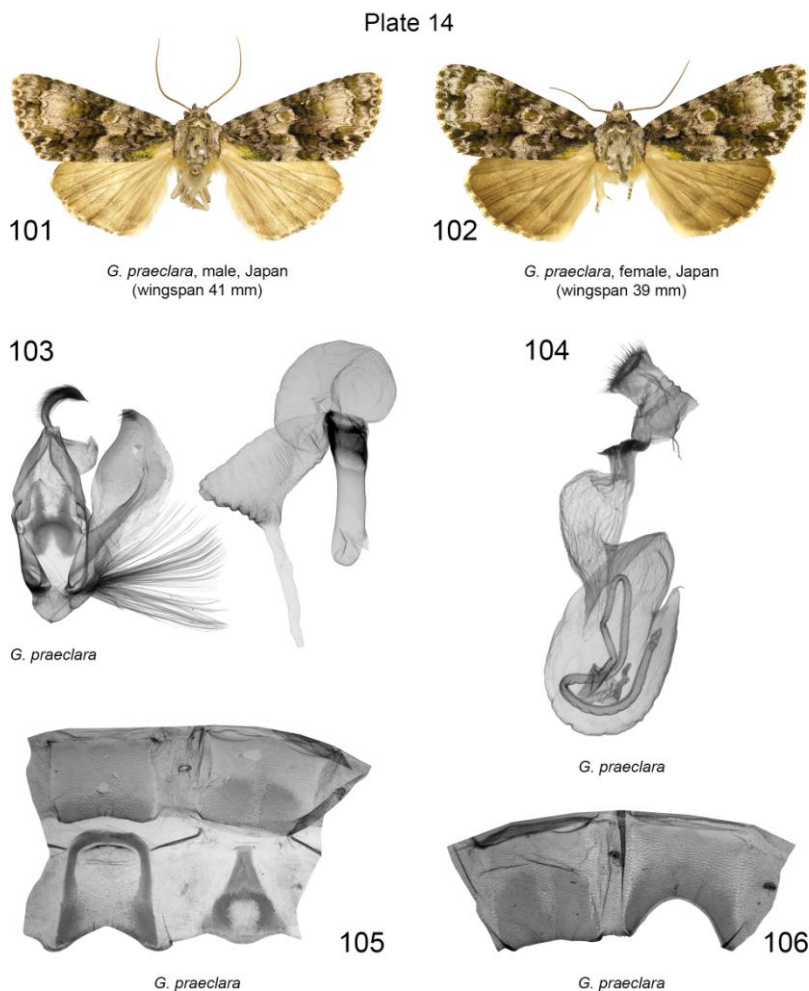 Plate 14
101
102
G. praeclara, male, Japan
(wingspan 41 mm)
G. praeclara, female, Japan
(wingspan 39 mm)
103
104
G. praeclara
G. praeclara
105
106
G. praeclara
G. praeclara